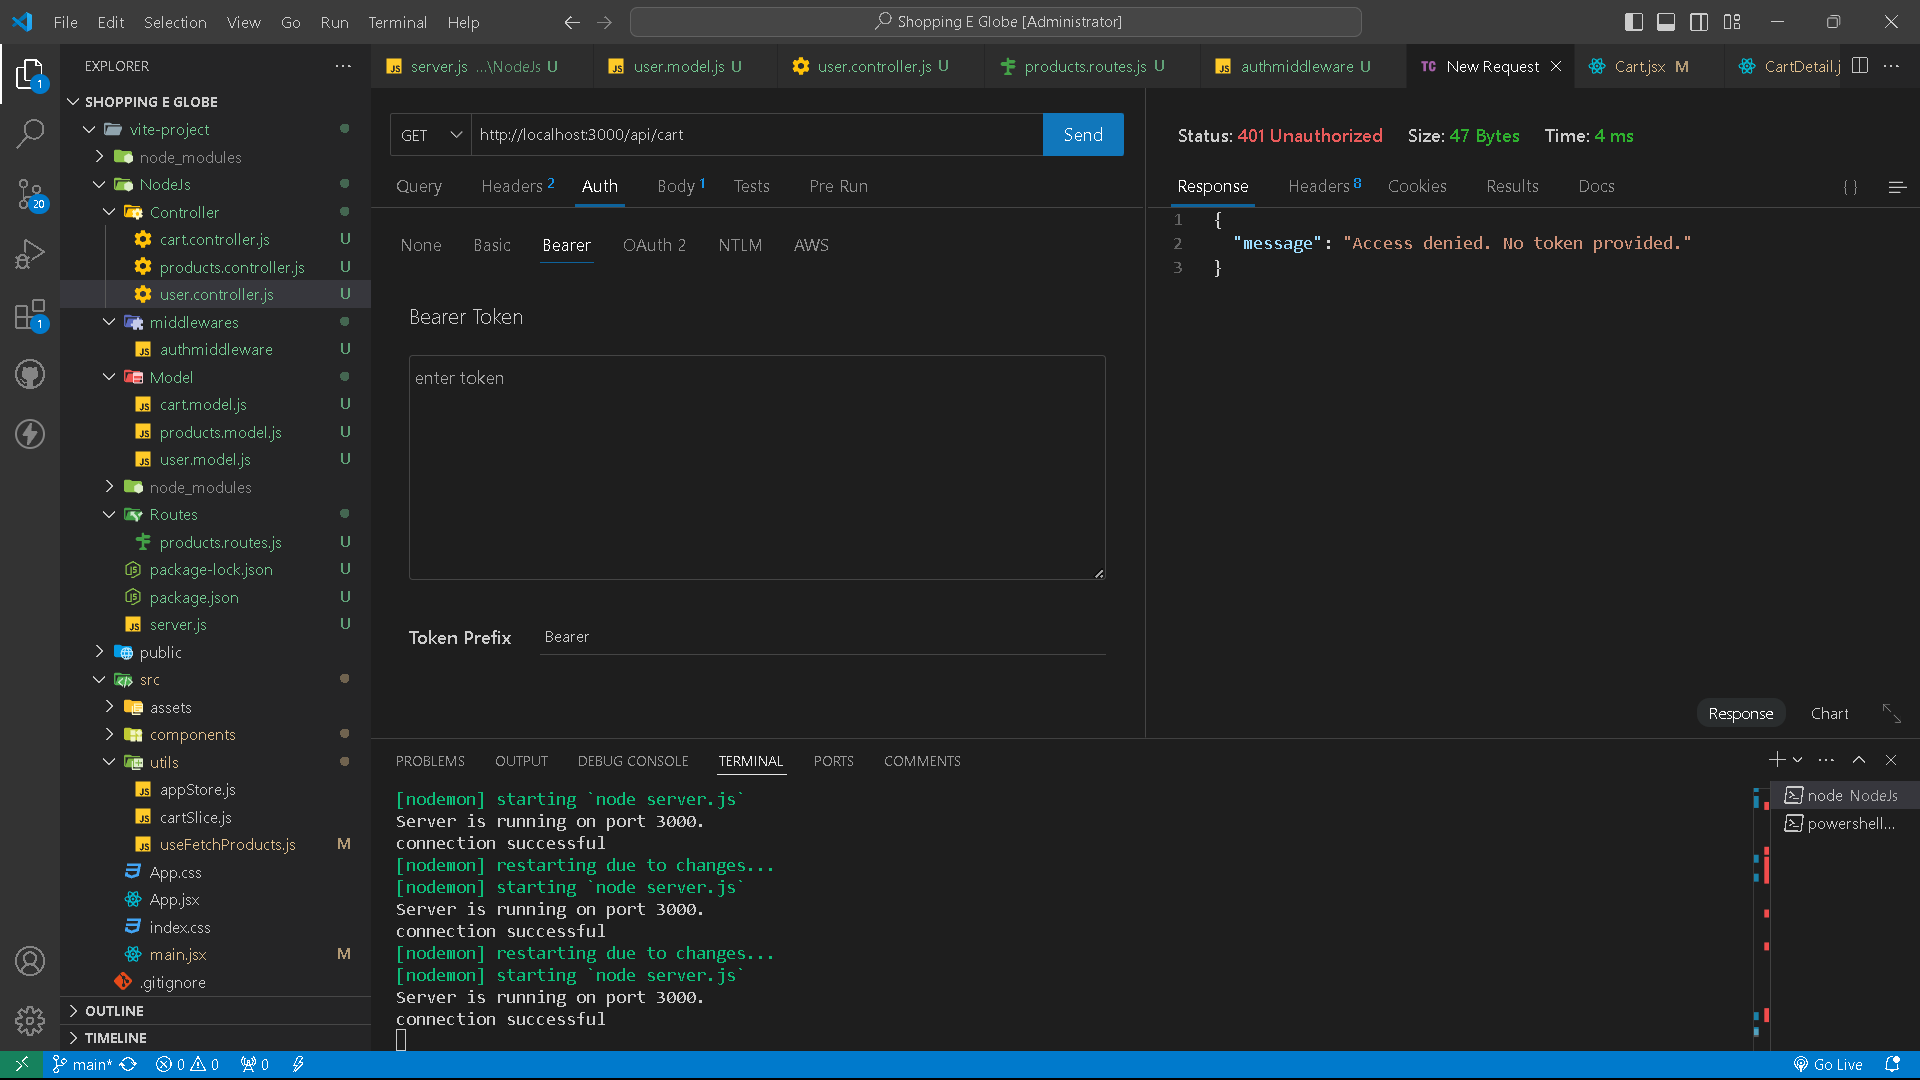 File Edit Selection View Go Run Terminal Help
Shopping E Globe [Administrator]
EXPLORER
SHOPPING E GLOBE
vite-project
node_modules
NodeJs
Controller
cart.controller.js U
products.controller.js U
user.controller.js U
middlewares
authmiddleware U
Model
cart.model.js U
products.model.js U
user.model.js U
node_modules
Routes
products.routes.js U
package-lock.json U
package.json U
server.js U
public
src
assets
components
utils
appStore.js
cartSlice.js
useFetchProducts.js M
App.css
App.jsx
index.css
main.jsx M
.gitignore
OUTLINE
TIMELINE
1
20
1
server.js ...\NodeJs U
user.model.js U
user.controller.js U
products.routes.js U
authmiddleware U
TC New Request
Cart.jsx M
CartDetail.j
GET http://localhost:3000/api/cart Send
Query Headers 2 Auth Body 1 Tests Pre Run
None Basic Bearer OAuth 2 NTLM AWS
Bearer Token
enter token
Token Prefix Bearer
Status: 401 Unauthorized Size: 47 Bytes Time: 4 ms
Response Headers 8 Cookies Results Docs { }
1 {
2 "message": "Access denied. No token provided."
3 }
Response Chart
PROBLEMS OUTPUT DEBUG CONSOLE TERMINAL PORTS COMMENTS
[nodemon] starting `node server.js`
Server is running on port 3000.
connection successful
[nodemon] restarting due to changes...
[nodemon] starting `node server.js`
Server is running on port 3000.
connection successful
[nodemon] restarting due to changes...
[nodemon] starting `node server.js`
Server is running on port 3000.
connection successful
node NodeJs
powershell...
main* 0 0 0 Go Live